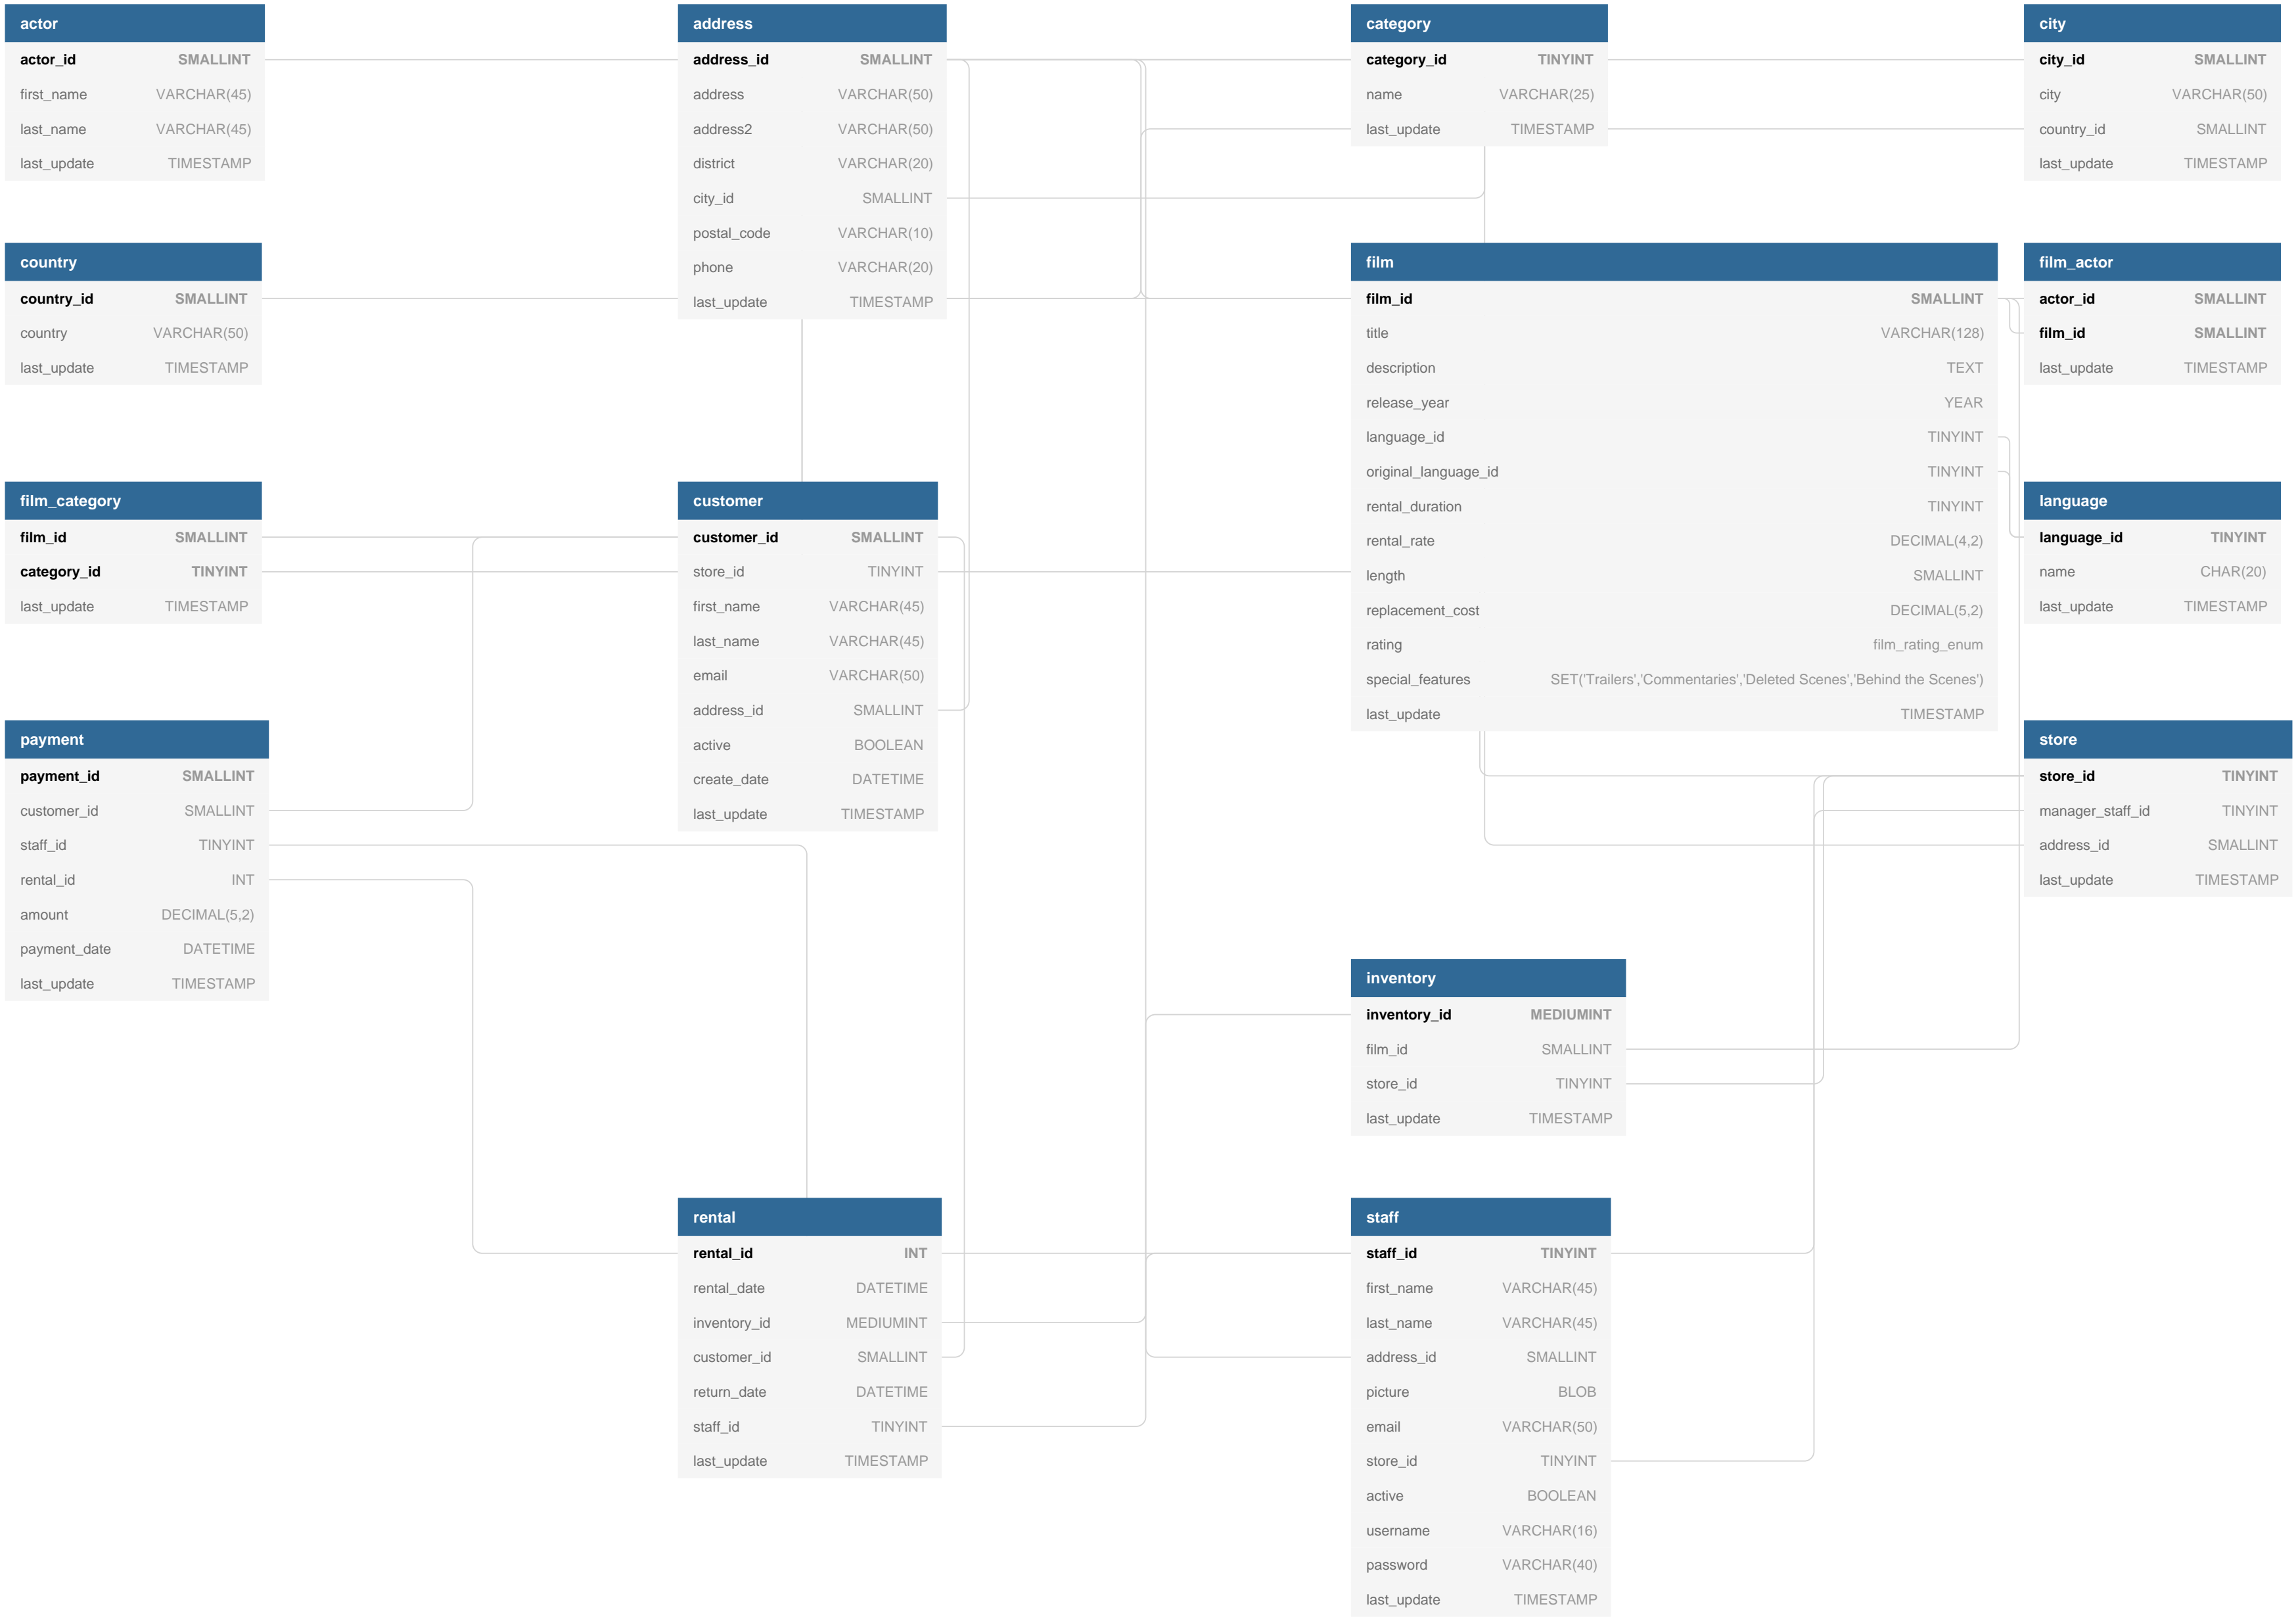 actor
actor_id SMALLINT
first_name VARCHAR(45)
last_name VARCHAR(45)
last_update TIMESTAMP
address
address_id SMALLINT
address VARCHAR(50)
address2 VARCHAR(50)
district VARCHAR(20)
city_id SMALLINT
postal_code VARCHAR(10)
phone VARCHAR(20)
last_update TIMESTAMP
category
category_id TINYINT
name VARCHAR(25)
last_update TIMESTAMP
city
city_id SMALLINT
city VARCHAR(50)
country_id SMALLINT
last_update TIMESTAMP
country
country_id SMALLINT
country VARCHAR(50)
last_update TIMESTAMP
film
film_id SMALLINT
title VARCHAR(128)
description TEXT
release_year YEAR
language_id TINYINT
original_language_id TINYINT
rental_duration TINYINT
rental_rate DECIMAL(4,2)
length SMALLINT
replacement_cost DECIMAL(5,2)
rating film_rating_enum
special_features SET('Trailers','Commentaries','Deleted Scenes','Behind the Scenes')
last_update TIMESTAMP
film_actor
actor_id SMALLINT
film_id SMALLINT
last_update TIMESTAMP
film_category
film_id SMALLINT
category_id TINYINT
last_update TIMESTAMP
customer
customer_id SMALLINT
store_id TINYINT
first_name VARCHAR(45)
last_name VARCHAR(45)
email VARCHAR(50)
address_id SMALLINT
active BOOLEAN
create_date DATETIME
last_update TIMESTAMP
language
language_id TINYINT
name CHAR(20)
last_update TIMESTAMP
payment
payment_id SMALLINT
customer_id SMALLINT
staff_id TINYINT
rental_id INT
amount DECIMAL(5,2)
payment_date DATETIME
last_update TIMESTAMP
store
store_id TINYINT
manager_staff_id TINYINT
address_id SMALLINT
last_update TIMESTAMP
inventory
inventory_id MEDIUMINT
film_id SMALLINT
store_id TINYINT
last_update TIMESTAMP
rental
rental_id INT
rental_date DATETIME
inventory_id MEDIUMINT
customer_id SMALLINT
return_date DATETIME
staff_id TINYINT
last_update TIMESTAMP
staff
staff_id TINYINT
first_name VARCHAR(45)
last_name VARCHAR(45)
address_id SMALLINT
picture BLOB
email VARCHAR(50)
store_id TINYINT
active BOOLEAN
username VARCHAR(16)
password VARCHAR(40)
last_update TIMESTAMP